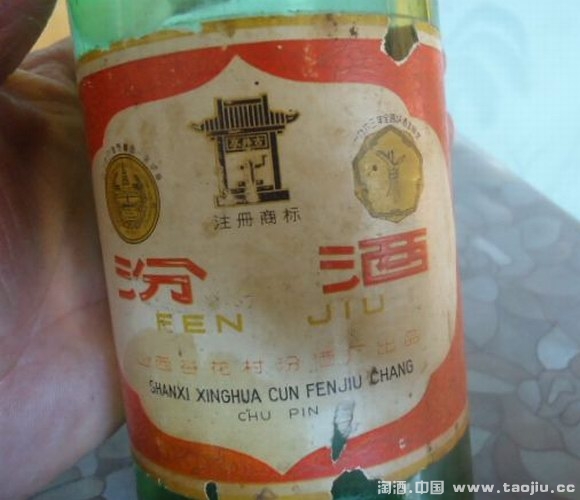 注册商标
汾酒
FEN JIU
山西杏花村汾酒厂出品
SHANXI XINGHUA CUN FENJIU CHANG
CHU PIN
淘酒.中国 www.taojiu.cc